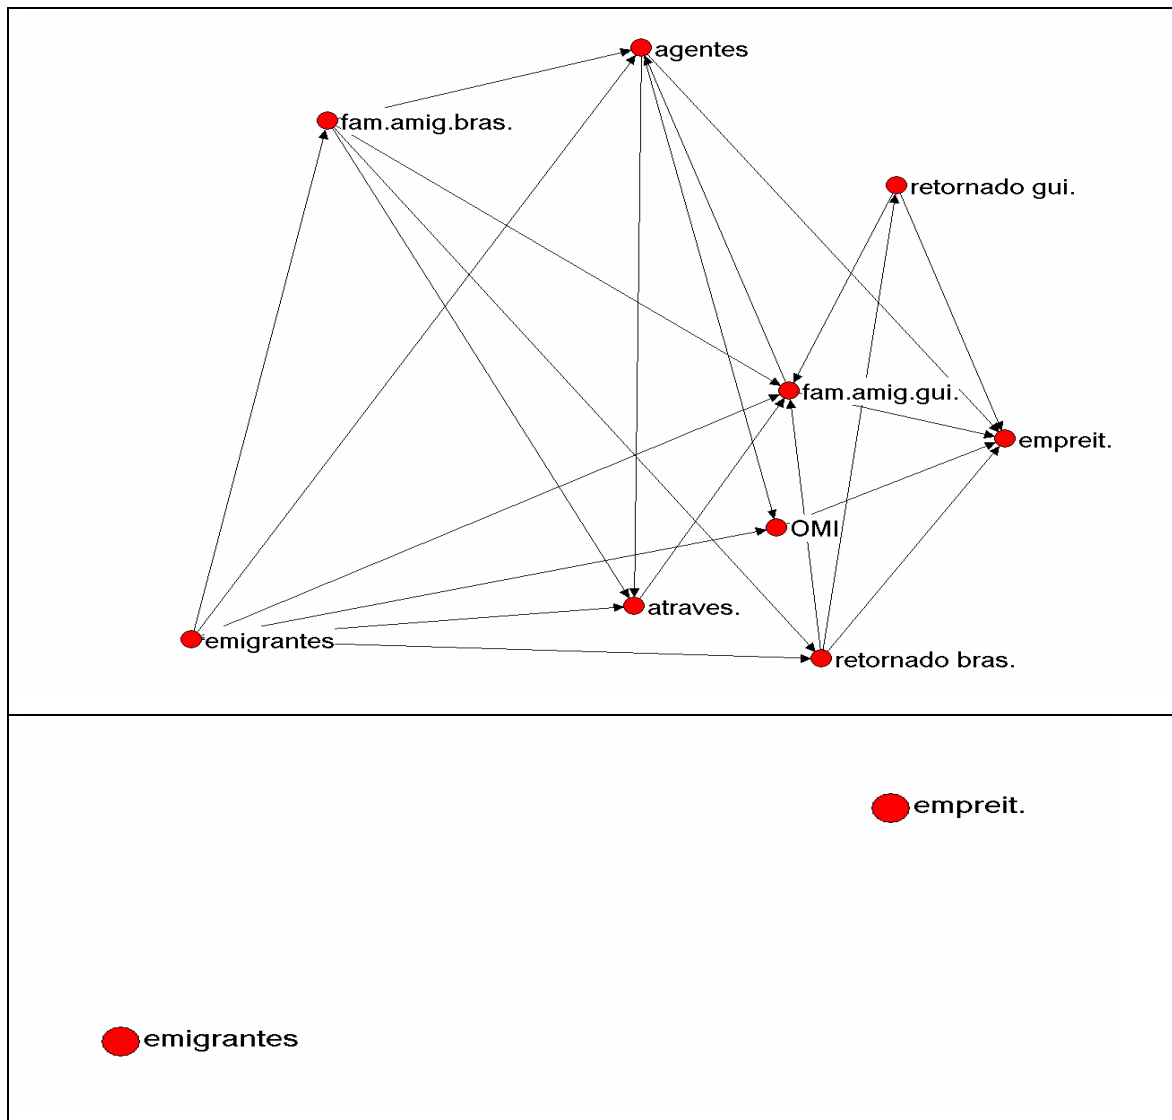 agentes
fam.amig.bras.
retornado gui.
fam.amig.gui.
empreit.
OMI
atraves.
emigrantes
retornado bras.
empreit.
emigrantes